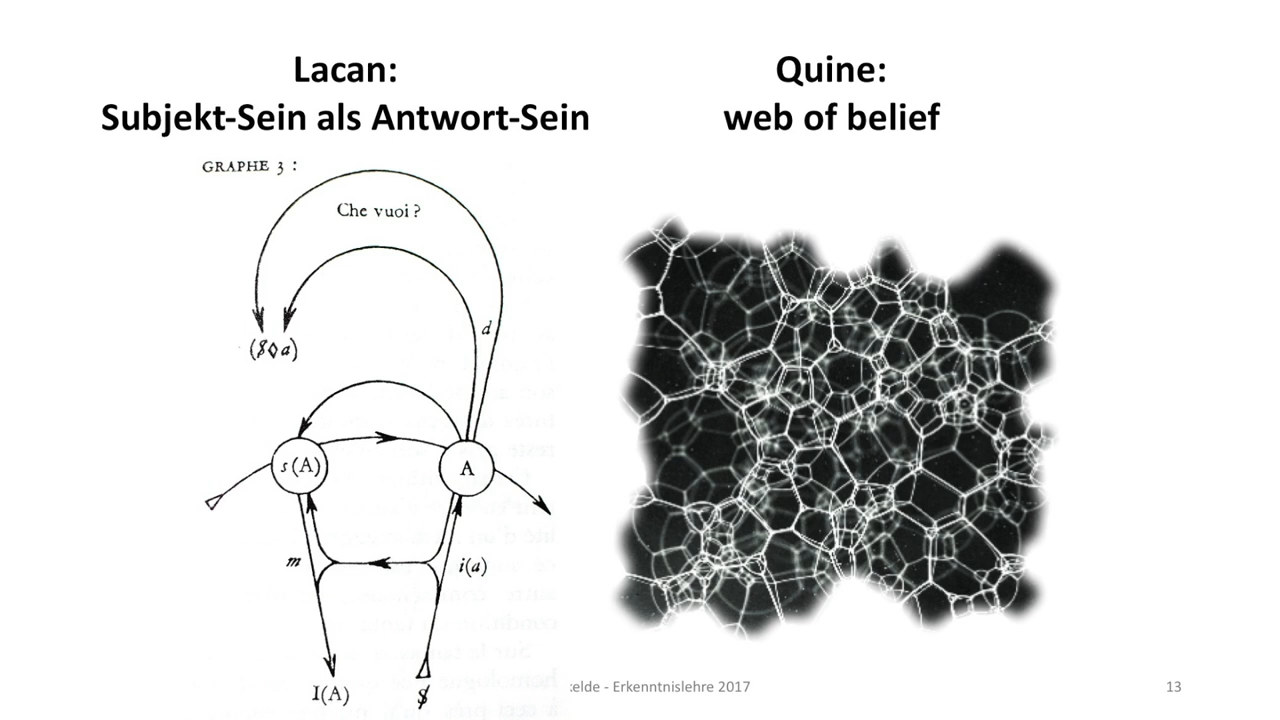 Lacan:
Subjekt-Sein als Antwort-Sein
Quine:
web of belief
GRAPHE 3 :
Che vuoi ?
d
($◊a)
s(A)
A
m
i(a)
I(A)
$
elde - Erkenntnislehre 2017
13